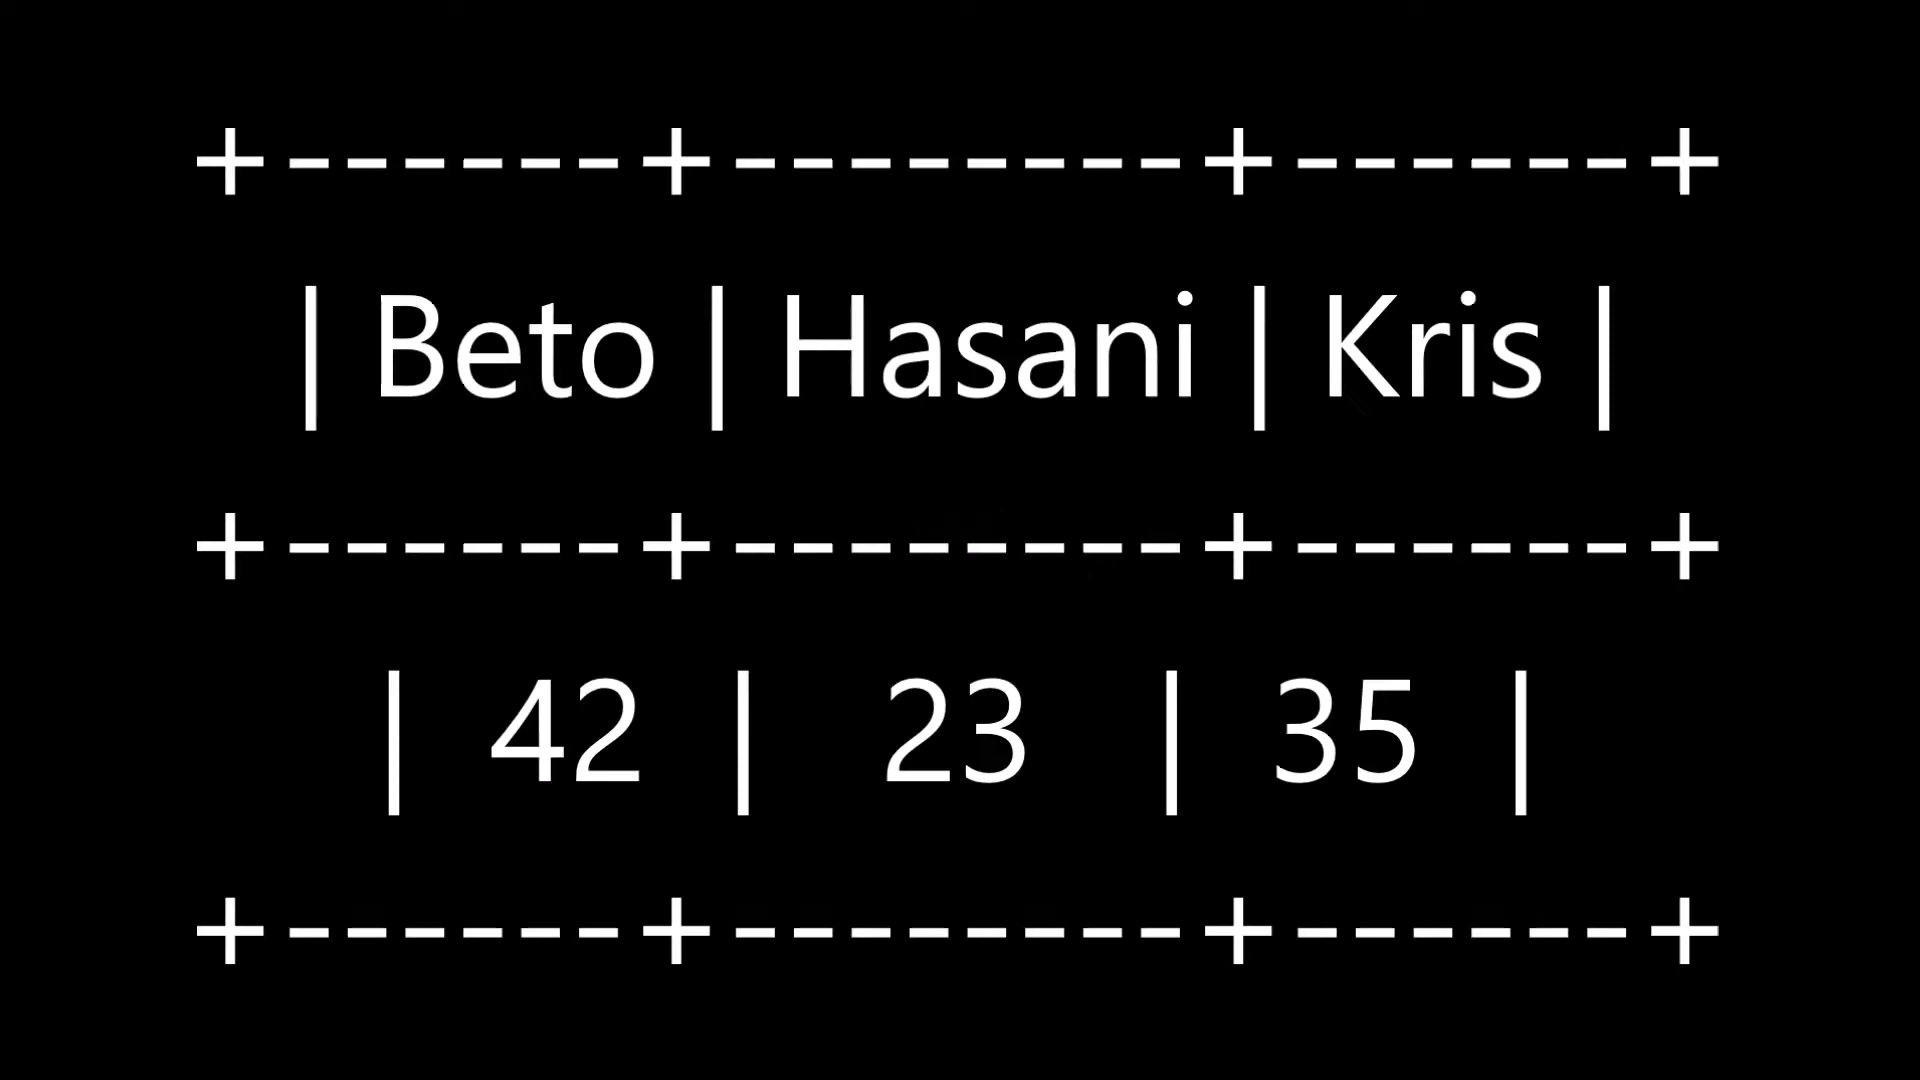 +------+--------+------+
| Beto | Hasani | Kris |
+------+--------+------+
|  42  |   23   |  35  |
+------+--------+------+